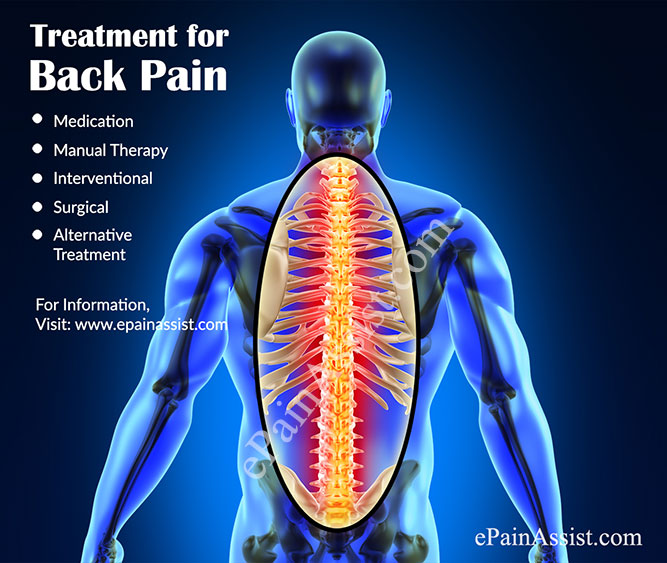 Treatment for
Back Pain
• Medication
• Manual Therapy
• Interventional
• Surgical
• Alternative
Treatment
For Information,
Visit: www.epainassist.com
ePainAssist.com
ePainAssist.com